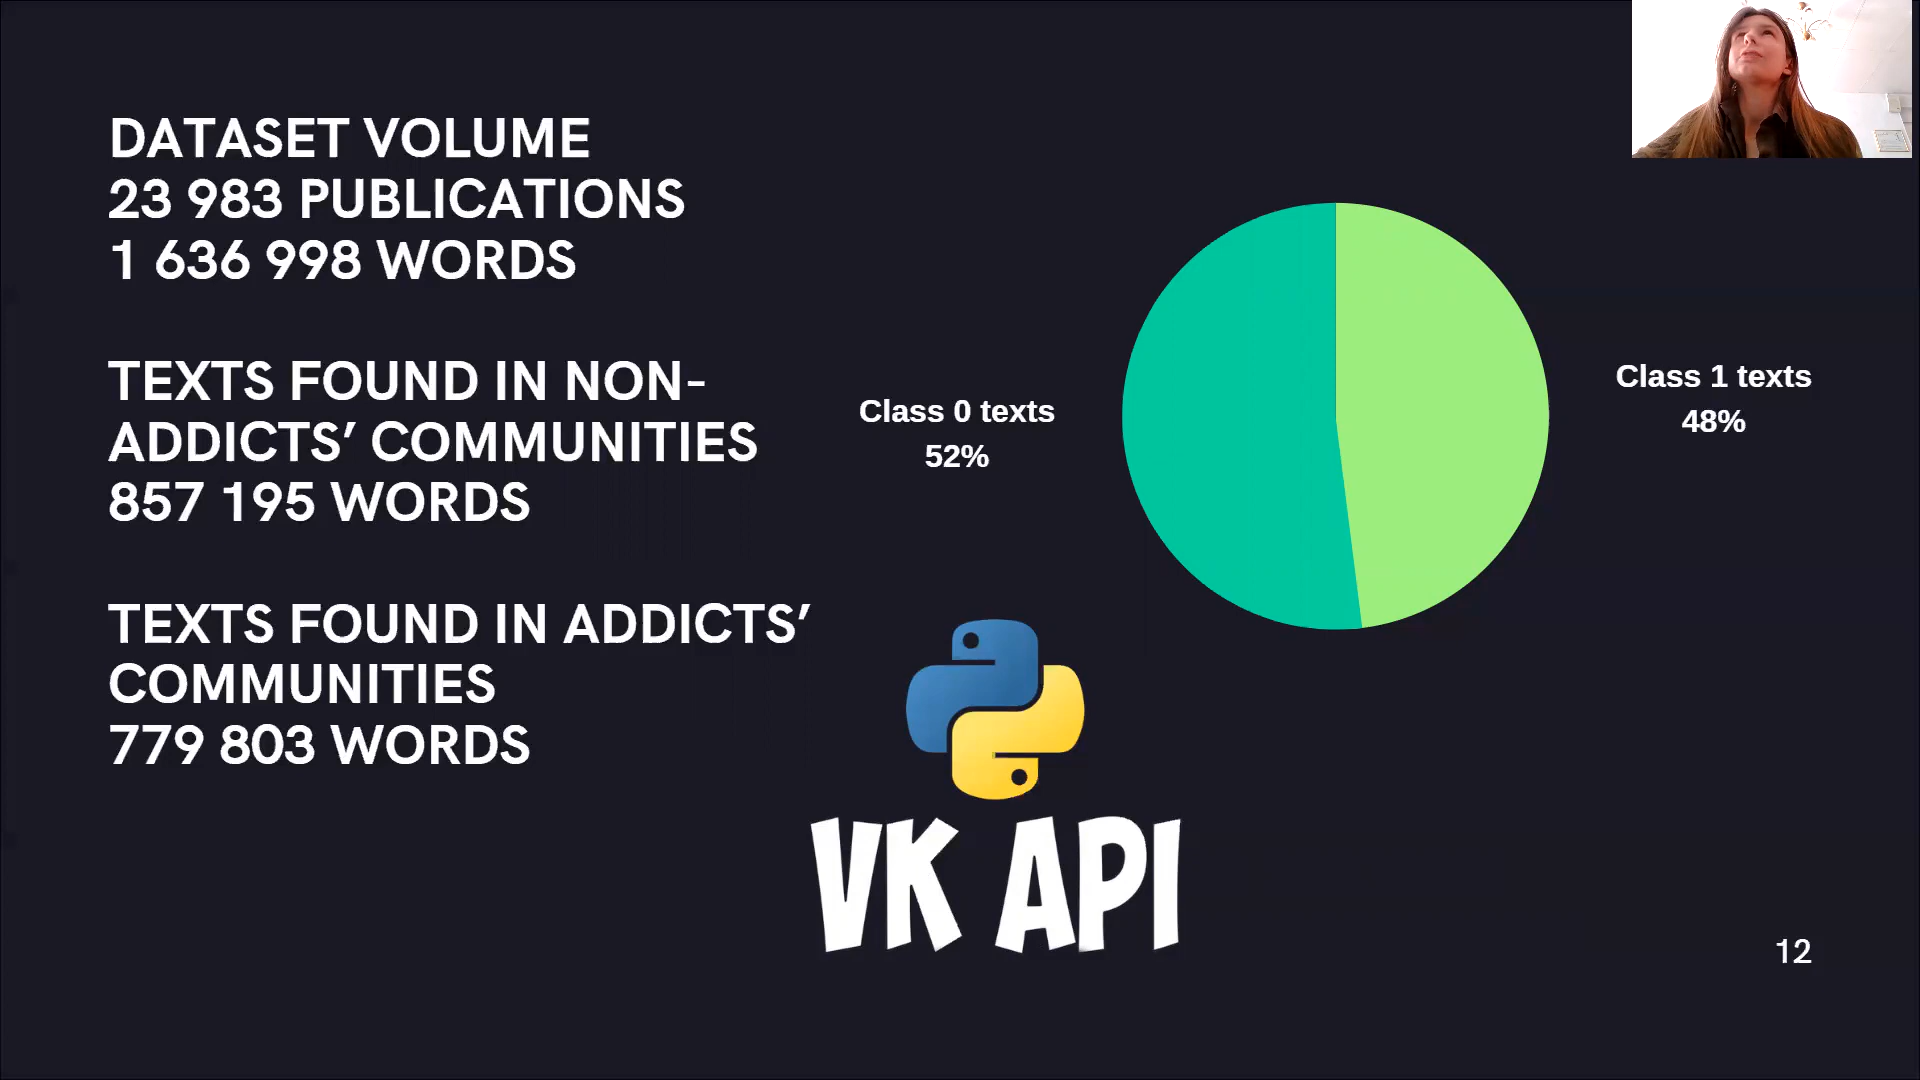 DATASET VOLUME
23 983 PUBLICATIONS
1 636 998 WORDS
TEXTS FOUND IN NON-
ADDICTS’ COMMUNITIES
857 195 WORDS
TEXTS FOUND IN ADDICTS’
COMMUNITIES
779 803 WORDS
Class 0 texts
52%
Class 1 texts
48%
VK API
12